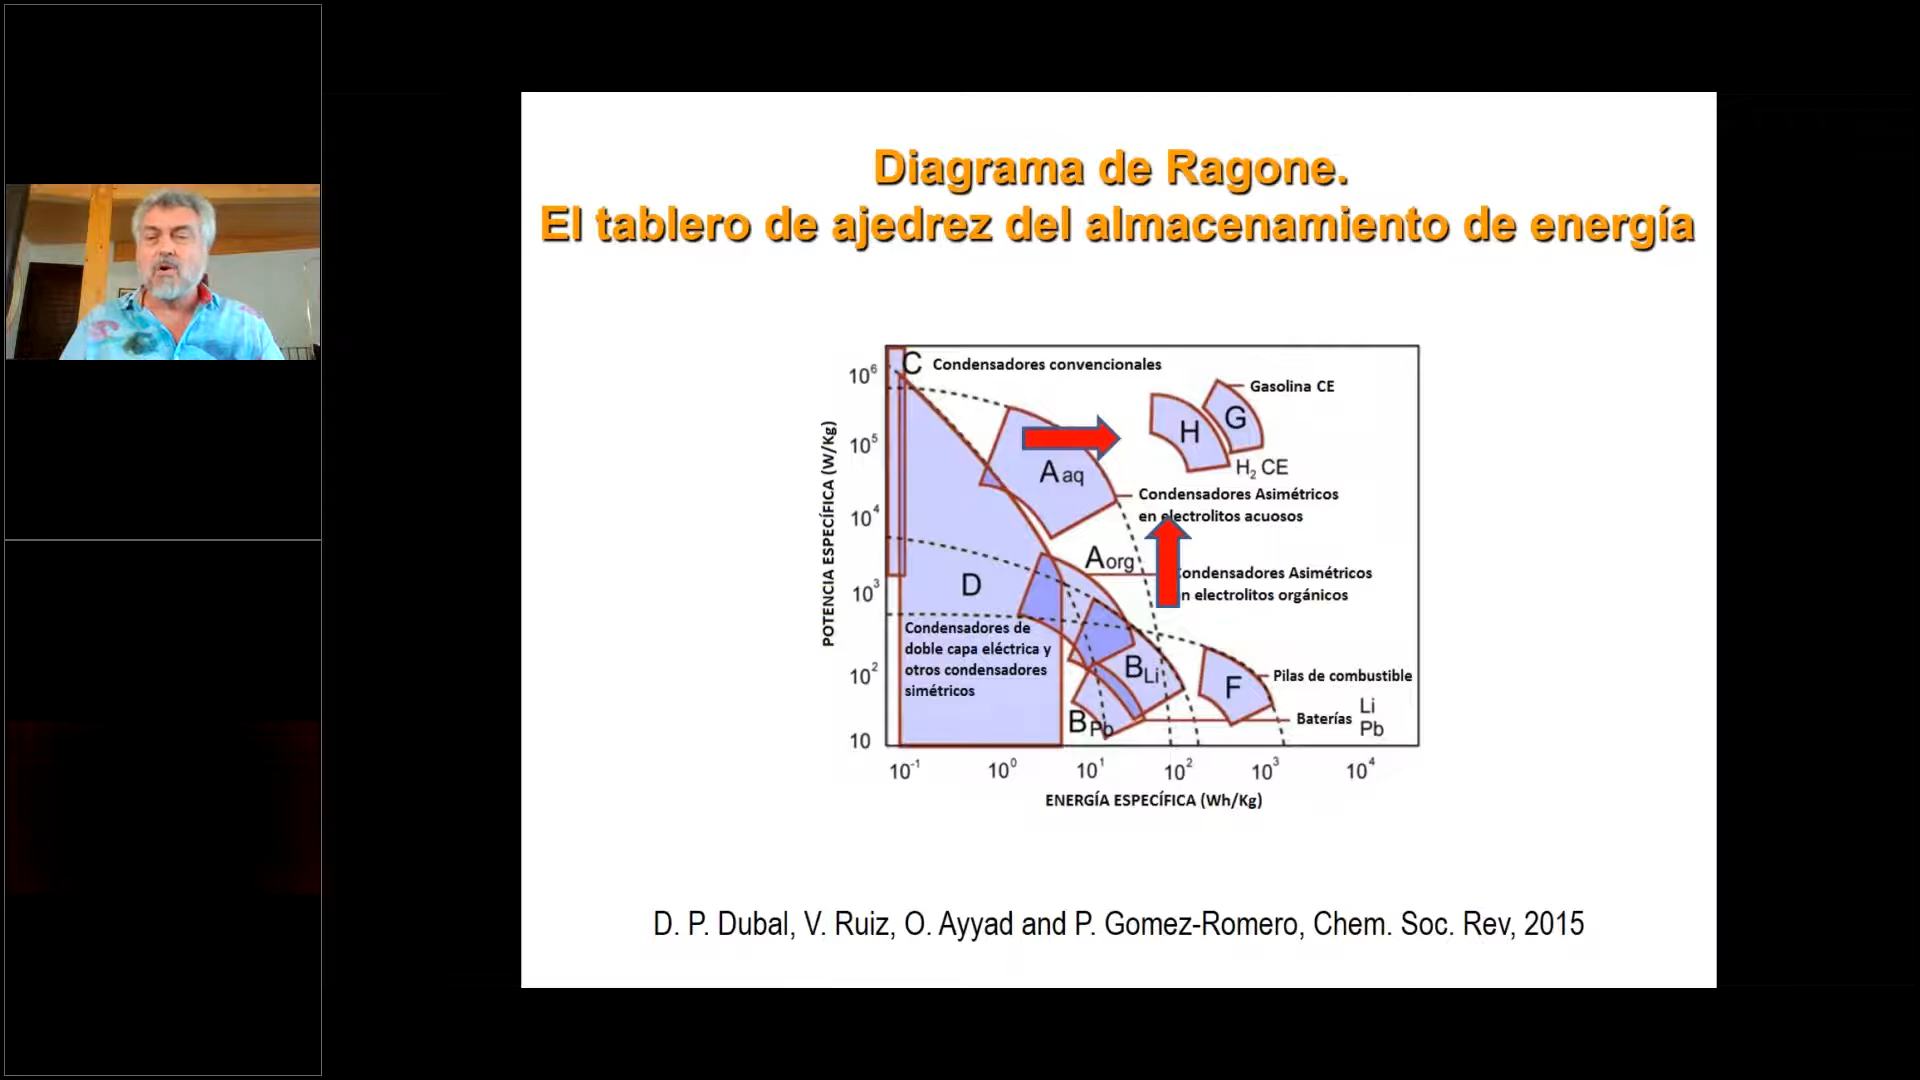 Diagrama de Ragone.
El tablero de ajedrez del almacenamiento de energía
C Condensadores convencionales
Gasolina CE
G
H
H2 CE
A aq
Condensadores Asimétricos
en electrolitos acuosos
A org
ondensadores Asimétricos
n electrolitos orgánicos
D
Condensadores de
doble capa eléctrica y
otros condensadores
simétricos
B Li
B Pb
F
Pilas de combustible
Baterías Li
Pb
POTENCIA ESPECÍFICA (W/Kg)
10^6
10^5
10^4
10^3
10^2
10
10^-1 10^0 10^1 10^2 10^3 10^4
ENERGÍA ESPECÍFICA (Wh/Kg)
D. P. Dubal, V. Ruiz, O. Ayyad and P. Gomez-Romero, Chem. Soc. Rev, 2015